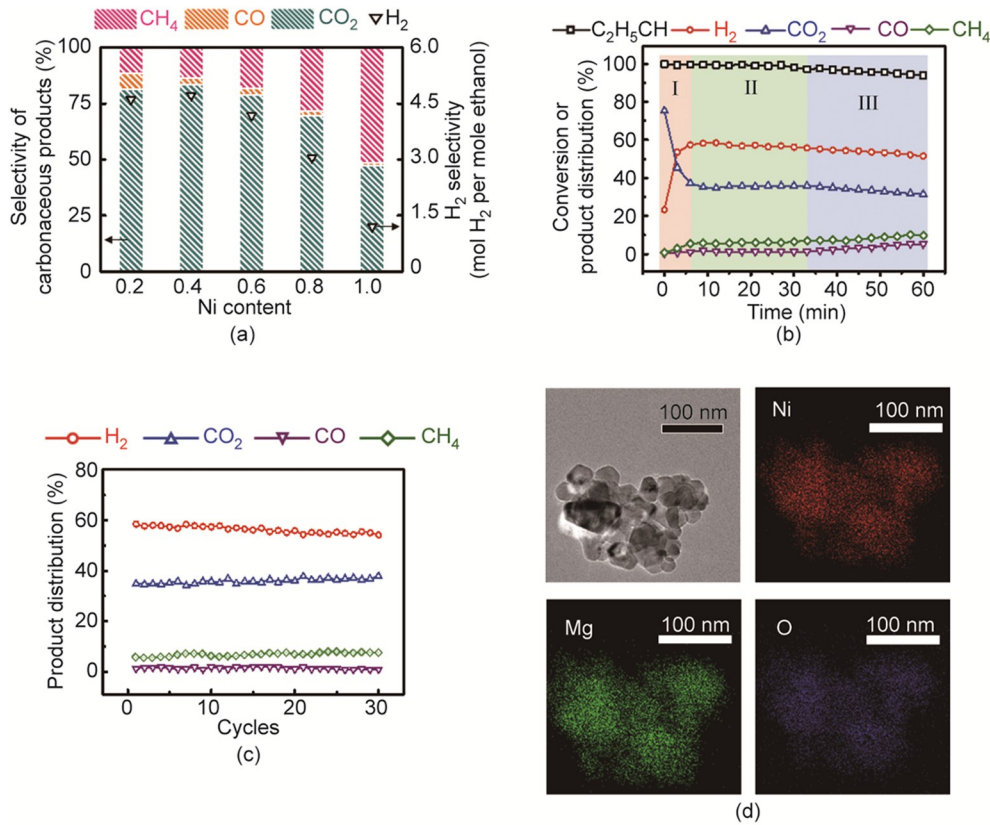 CH4 CO CO2 H2
Selectivity of
carbonaceous products (%)
100
75
50
25
0
6.0
4.5
3.0
1.5
0
H2 selectivity
(mol H2 per mole ethanol)
0.2 0.4 0.6 0.8 1.0
Ni content
(a)
C2H5CH H2 CO2 CO CH4
Conversion or
product distribution (%)
100
80
60
40
20
0
I II III
0 10 20 30 40 50 60
Time (min)
(b)
H2 CO2 CO CH4
Product distribution (%)
80
60
40
20
0
0 10 20 30
Cycles
(c)
100 nm
Ni 100 nm
Mg 100 nm
O 100 nm
(d)